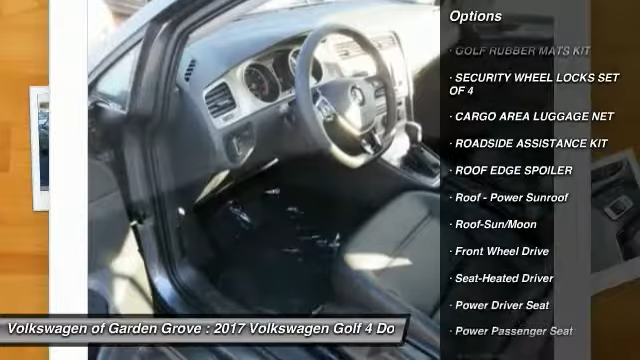 Options
· GOLF RUBBER MATS KIT
· SECURITY WHEEL LOCKS SET
OF 4
· CARGO AREA LUGGAGE NET
· ROADSIDE ASSISTANCE KIT
· ROOF EDGE SPOILER
· Roof - Power Sunroof
· Roof-Sun/Moon
· Front Wheel Drive
· Seat-Heated Driver
· Power Driver Seat
· Power Passenger Seat
Volkswagen of Garden Grove : 2017 Volkswagen Golf 4 Do